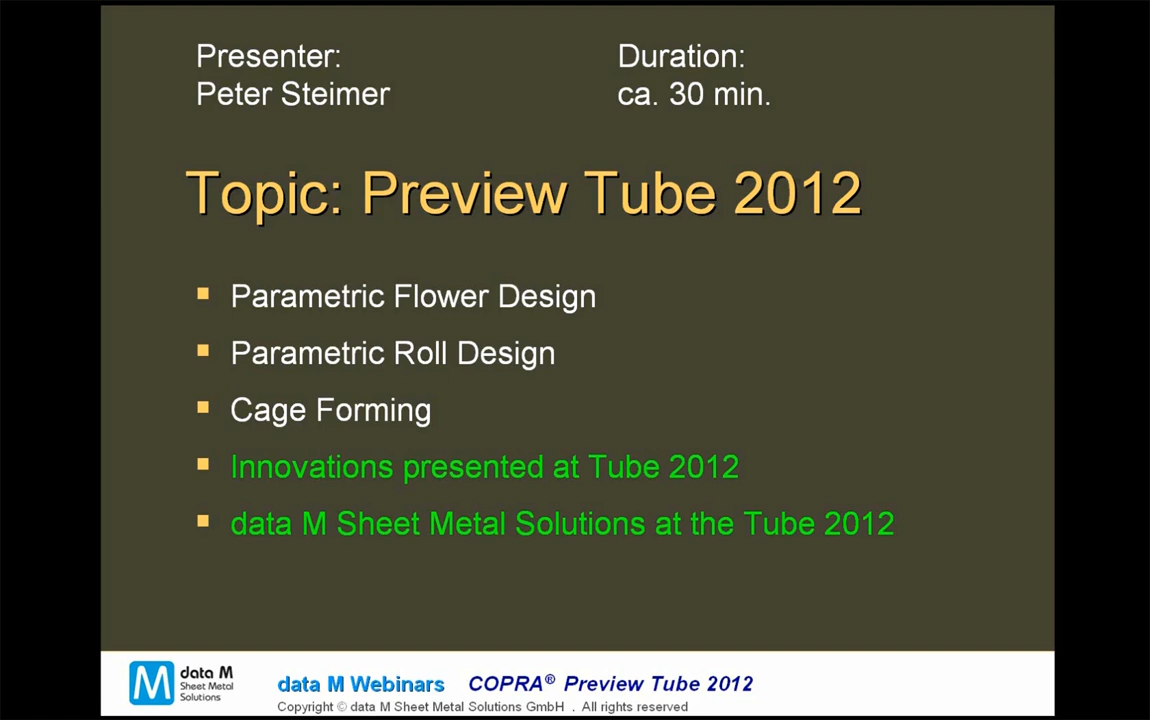 Presenter:
Peter Steimer
Duration:
ca. 30 min.
Topic: Preview Tube 2012
Parametric Flower Design
Parametric Roll Design
Cage Forming
Innovations presented at Tube 2012
data M Sheet Metal Solutions at the Tube 2012
M
data M
Sheet Metal
Solutions
data M Webinars COPRA® Preview Tube 2012
Copyright © data M Sheet Metal Solutions GmbH . All rights reserved